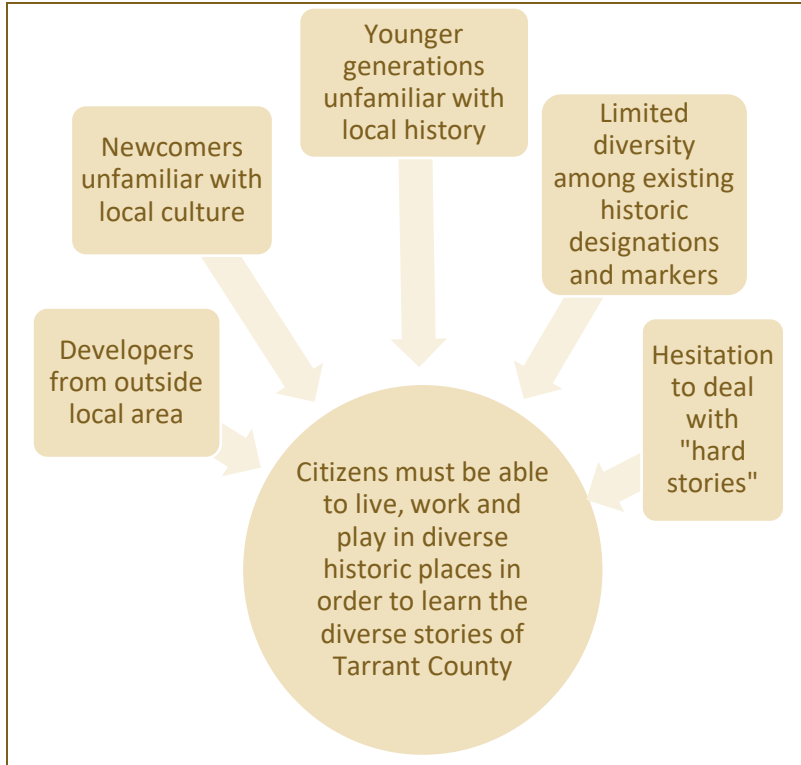 Younger
generations
unfamiliar with
local history
Newcomers
unfamiliar with
local culture
Limited
diversity
among existing
historic
designations
and markers
Developers
from outside
local area
Hesitation
to deal
with
"hard
stories"
Citizens must be able
to live, work and
play in diverse
historic places in
order to learn the
diverse stories of
Tarrant County